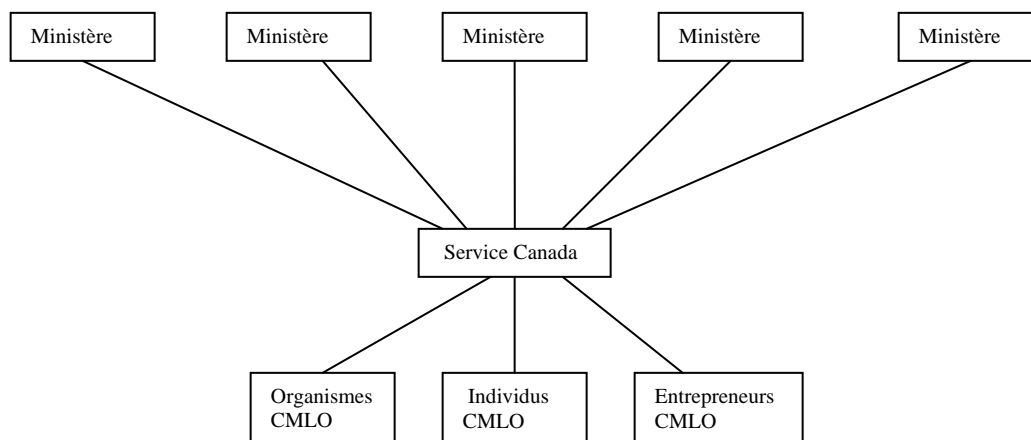 Ministère
Ministère
Ministère
Ministère
Ministère
Service Canada
Organismes
CMLO
Individus
CMLO
Entrepreneurs
CMLO